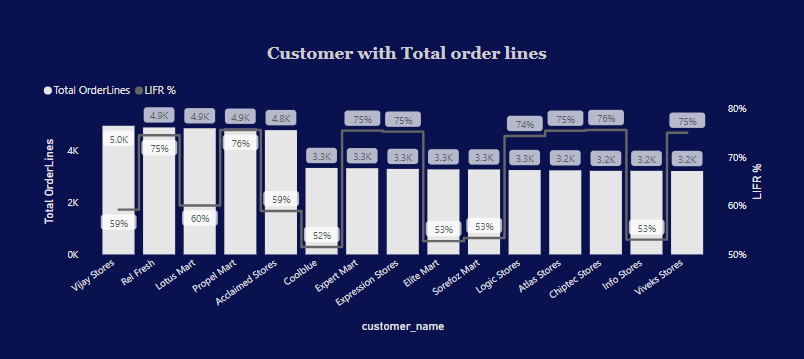 Customer with Total order lines
Total OrderLines LIFR %
4.9K 4.9K 4.9K 4.8K 75% 75% 74% 75% 76% 75% 80%
5.0K 75% 76%
Total OrderLines 4K 3.3K 3.3K 3.3K 3.3K 3.3K 3.3K 3.2K 3.2K 3.2K 3.2K 70% LIFR %
2K 59% 60% 59% 52% 53% 53% 53% 60%
0K 50%
Vijay Stores Rel Fresh Lotus Mart Propel Mart Acclaimed Stores Coolblue Expert Mart Expression Stores Elite Mart Sorefoz Mart Logic Stores Atlas Stores Chiptec Stores Info Stores Viveks Stores
customer_name